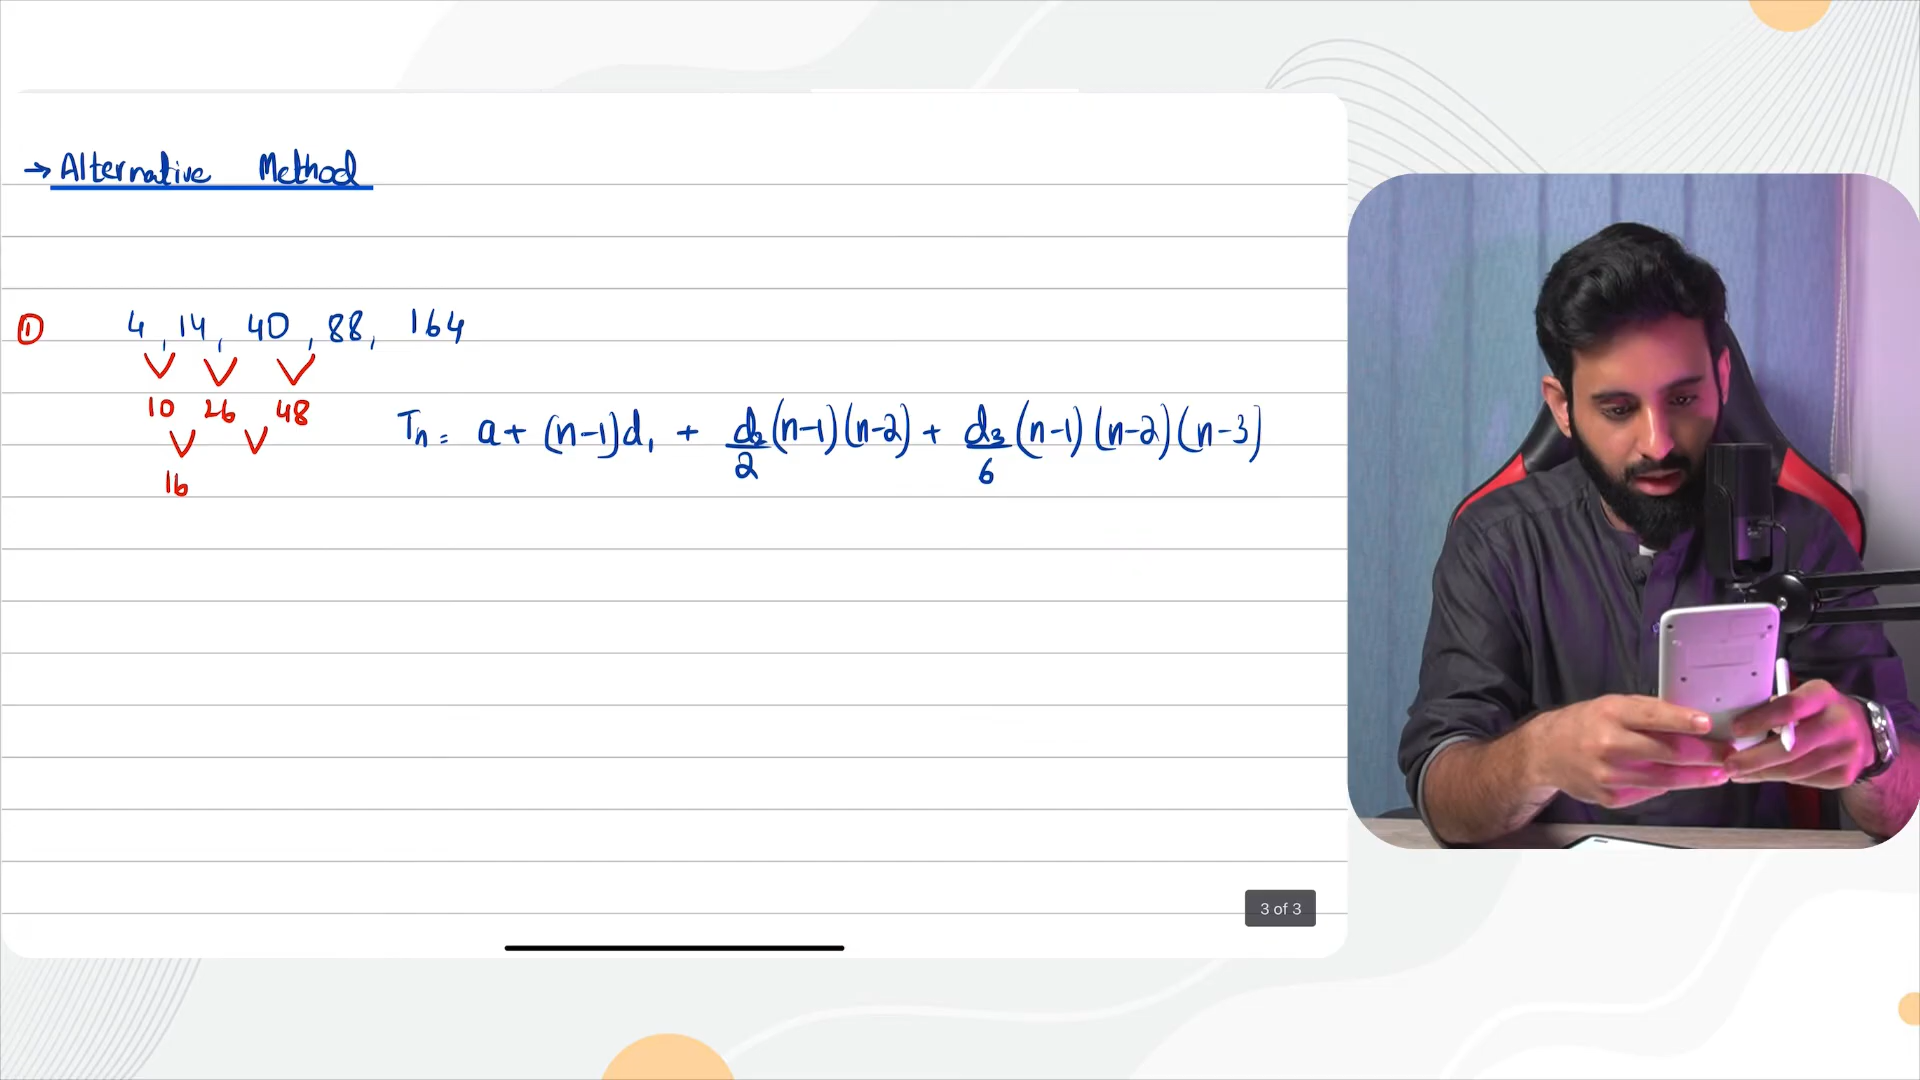 → Alternative Method
① 4, 14, 40, 88, 164
10 26 48
Tn = a + (n-1)d₁ + d₂/2 (n-1)(n-2) + d₃/6 (n-1)(n-2)(n-3)
16
3 of 3